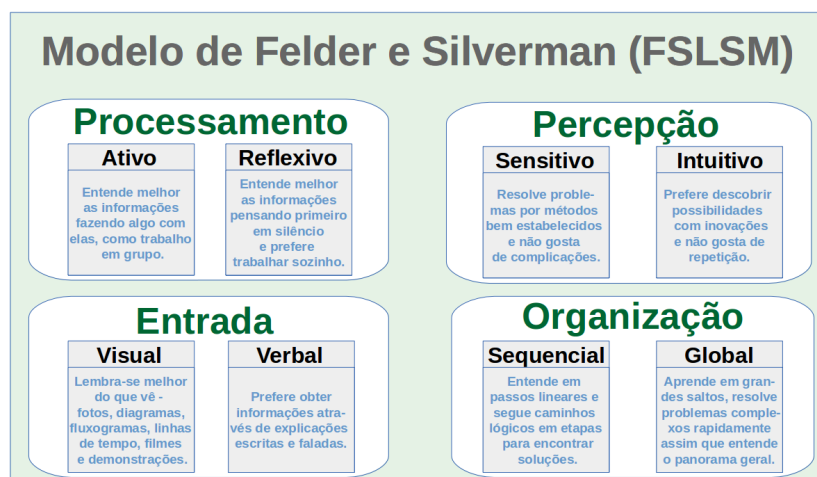 Modelo de Felder e Silverman (FSLSM)
Processamento
Ativo
Entende melhor
as informações
fazendo algo com
elas, como trabalho
em grupo.
Reflexivo
Entende melhor
as informações
pensando primeiro
em silêncio
e prefere
trabalhar sozinho.
Percepção
Sensitivo
Resolve proble-
mas por métodos
bem estabelecidos
e não gosta
de complicações.
Intuitivo
Prefere descobrir
possibilidades
com inovações
e não gosta de
repetição.
Entrada
Visual
Lembra-se melhor
do que vê -
fotos, diagramas,
fluxogramas, linhas
de tempo, filmes
e demonstrações.
Verbal
Prefere obter
informações atra-
vés de explicações
escritas e faladas.
Organização
Sequencial
Entende em
passos lineares e
segue caminhos
lógicos em etapas
para encontrar
soluções.
Global
Aprende em gran-
des saltos, resolve
problemas comple-
xos rapidamente
assim que entende
o panorama geral.